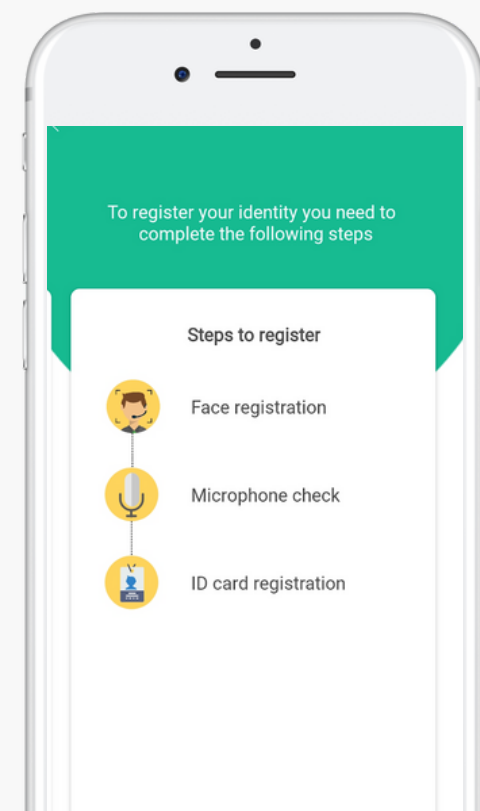 To register your identity you need to
complete the following steps
Steps to register
Face registration
Microphone check
ID card registration